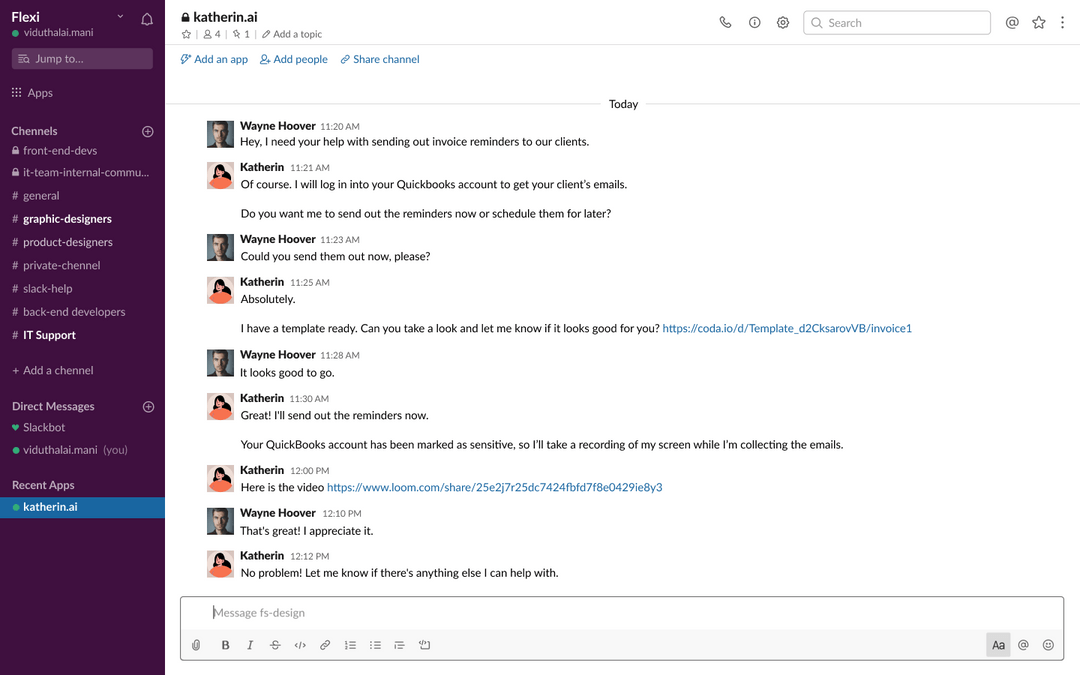 Flexi
viduthalai.mani
Jump to...
Apps
Channels
front-end-devs
it-team-internal-commu...
# general
# graphic-designers
# product-designers
# private-chennel
# slack-help
# back-end developers
# IT Support
+ Add a channel
Direct Messages
Slackbot
viduthalai.mani (you)
Recent Apps
katherin.ai
katherin.ai
4 | 1 | Add a topic
Search
Add an app Add people Share channel
Today
Wayne Hoover 11:20 AM
Hey, I need your help with sending out invoice reminders to our clients.
Katherin 11:21 AM
Of course. I will log in into your Quickbooks account to get your client's emails.
Do you want me to send out the reminders now or schedule them for later?
Wayne Hoover 11:23 AM
Could you send them out now, please?
Katherin 11:25 AM
Absolutely.
I have a template ready. Can you take a look and let me know if it looks good for you? https://coda.io/d/Template_d2CksarovVB/invoice1
Wayne Hoover 11:28 AM
It looks good to go.
Katherin 11:30 AM
Great! I'll send out the reminders now.
Your QuickBooks account has been marked as sensitive, so I'll take a recording of my screen while I'm collecting the emails.
Katherin 12:00 PM
Here is the video https://www.loom.com/share/25e2j7r25dc7424fbfd7f8e0429ie8y3
Wayne Hoover 12:10 PM
That's great! I appreciate it.
Katherin 12:12 PM
No problem! Let me know if there's anything else I can help with.
Message fs-design
B I S Aa @